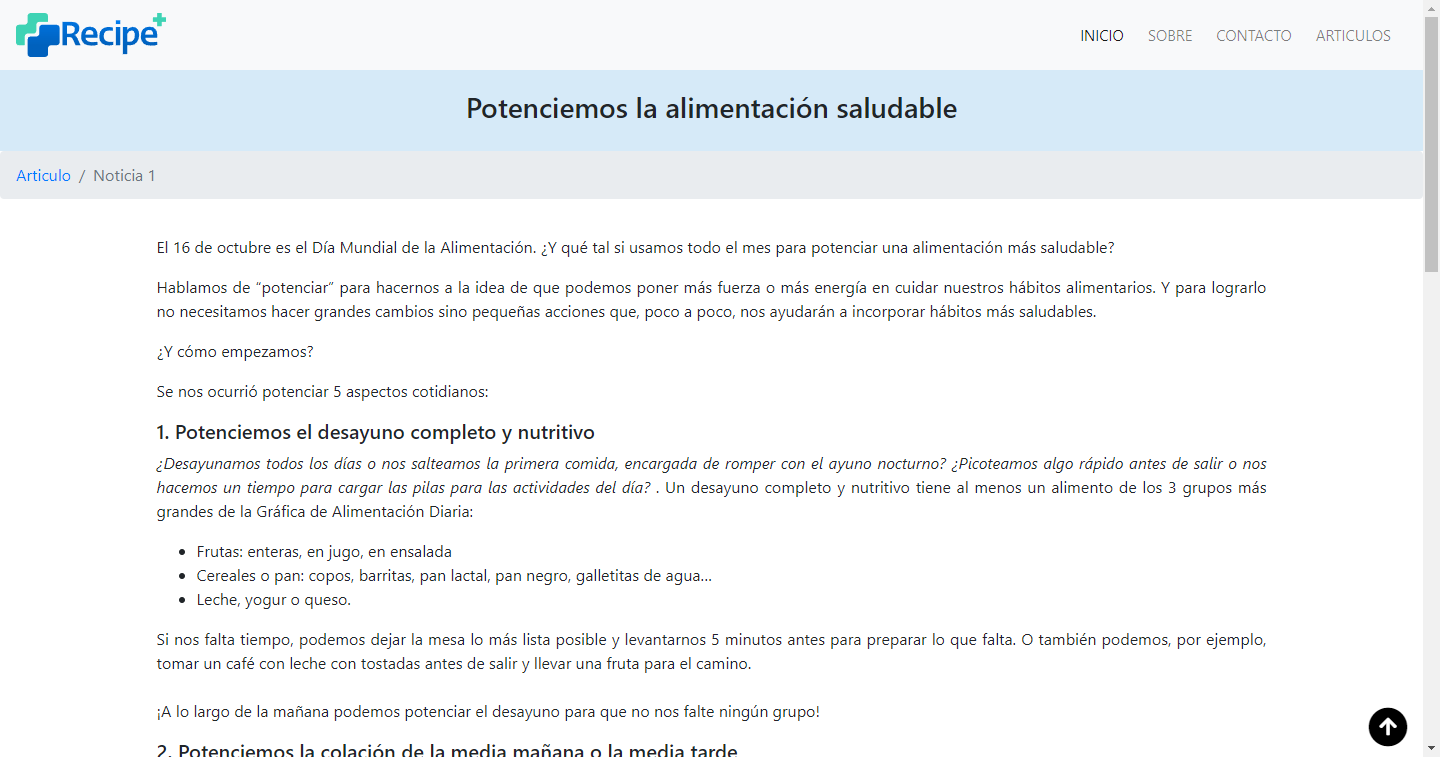 Recipe+
INICIO SOBRE CONTACTO ARTICULOS
Potenciemos la alimentación saludable
Articulo / Noticia 1
El 16 de octubre es el Día Mundial de la Alimentación. ¿Y qué tal si usamos todo el mes para potenciar una alimentación más saludable?
Hablamos de “potenciar” para hacernos a la idea de que podemos poner más fuerza o más energía en cuidar nuestros hábitos alimentarios. Y para lograrlo
no necesitamos hacer grandes cambios sino pequeñas acciones que, poco a poco, nos ayudarán a incorporar hábitos más saludables.
¿Y cómo empezamos?
Se nos ocurrió potenciar 5 aspectos cotidianos:
1. Potenciemos el desayuno completo y nutritivo
¿Desayunamos todos los días o nos salteamos la primera comida, encargada de romper con el ayuno nocturno? ¿Picoteamos algo rápido antes de salir o nos
hacemos un tiempo para cargar las pilas para las actividades del día? . Un desayuno completo y nutritivo tiene al menos un alimento de los 3 grupos más
grandes de la Gráfica de Alimentación Diaria:
• Frutas: enteras, en jugo, en ensalada
• Cereales o pan: copos, barritas, pan lactal, pan negro, galletitas de agua...
• Leche, yogur o queso.
Si nos falta tiempo, podemos dejar la mesa lo más lista posible y levantarnos 5 minutos antes para preparar lo que falta. O también podemos, por ejemplo,
tomar un café con leche con tostadas antes de salir y llevar una fruta para el camino.
¡A lo largo de la mañana podemos potenciar el desayuno para que no nos falte ningún grupo!
2. Potenciemos la colación de la media mañana o la media tarde